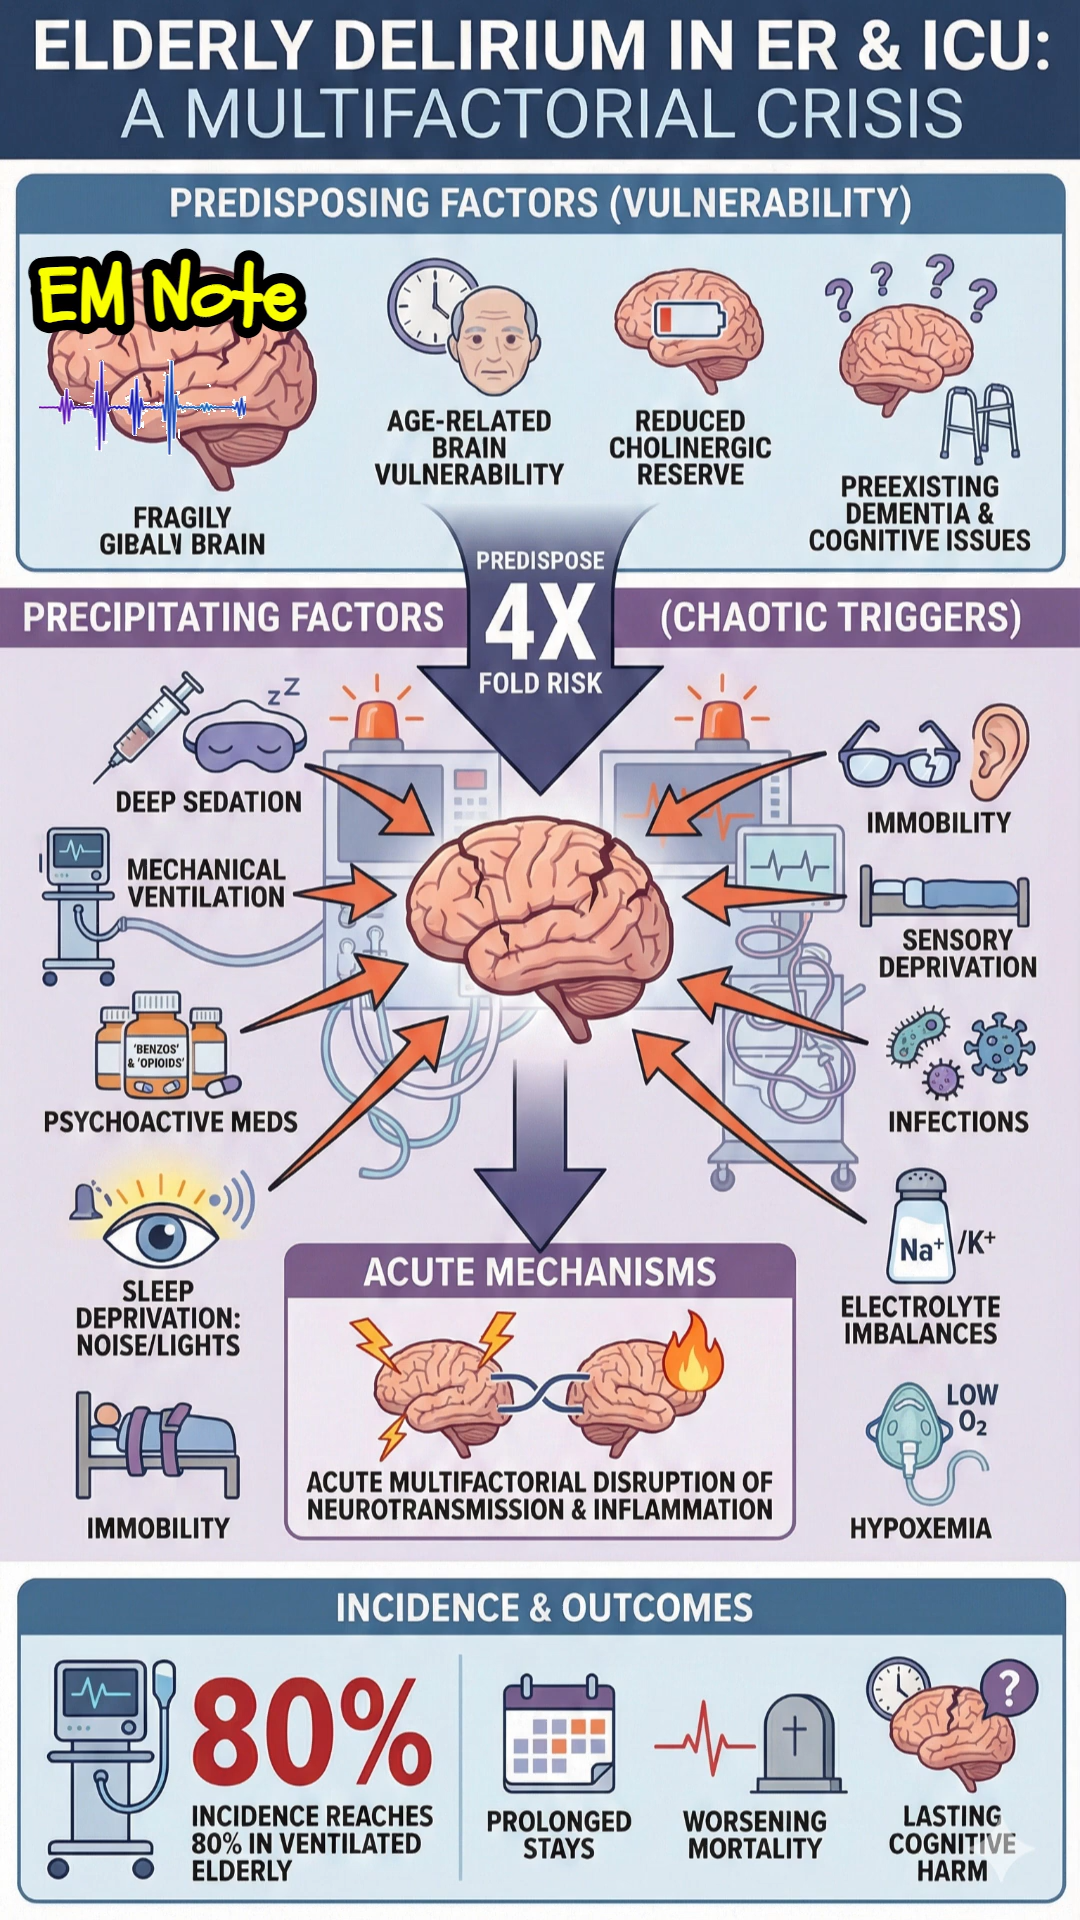 ELDERLY DELIRIUM IN ER & ICU:
A MULTIFACTORIAL CRISIS
PREDISPOSING FACTORS (VULNERABILITY)
EM Note
FRAGILY
GIBALY BRAIN
AGE-RELATED
BRAIN
VULNERABILITY
REDUCED
CHOLINERGIC
RESERVE
? ? ? ?
PREEXISTING
DEMENTIA &
COGNITIVE ISSUES
PREDISPOSE
4X
FOLD RISK
PRECIPITATING FACTORS
(CHAOTIC TRIGGERS)
zZ
DEEP SEDATION
MECHANICAL
VENTILATION
'BENZOS'
& 'OPIOIDS'
PSYCHOACTIVE MEDS
SLEEP
DEPRIVATION:
NOISE/LIGHTS
IMMOBILITY
IMMOBILITY
SENSORY
DEPRIVATION
INFECTIONS
Na⁺/K⁺
ELECTROLYTE
IMBALANCES
LOW
O₂
HYPOXEMIA
ACUTE MECHANISMS
ACUTE MULTIFACTORIAL DISRUPTION OF
NEUROTRANSMISSION & INFLAMMATION
INCIDENCE & OUTCOMES
80%
INCIDENCE REACHES
80% IN VENTILATED
ELDERLY
PROLONGED
STAYS
WORSENING
MORTALITY
?
LASTING
COGNITIVE
HARM